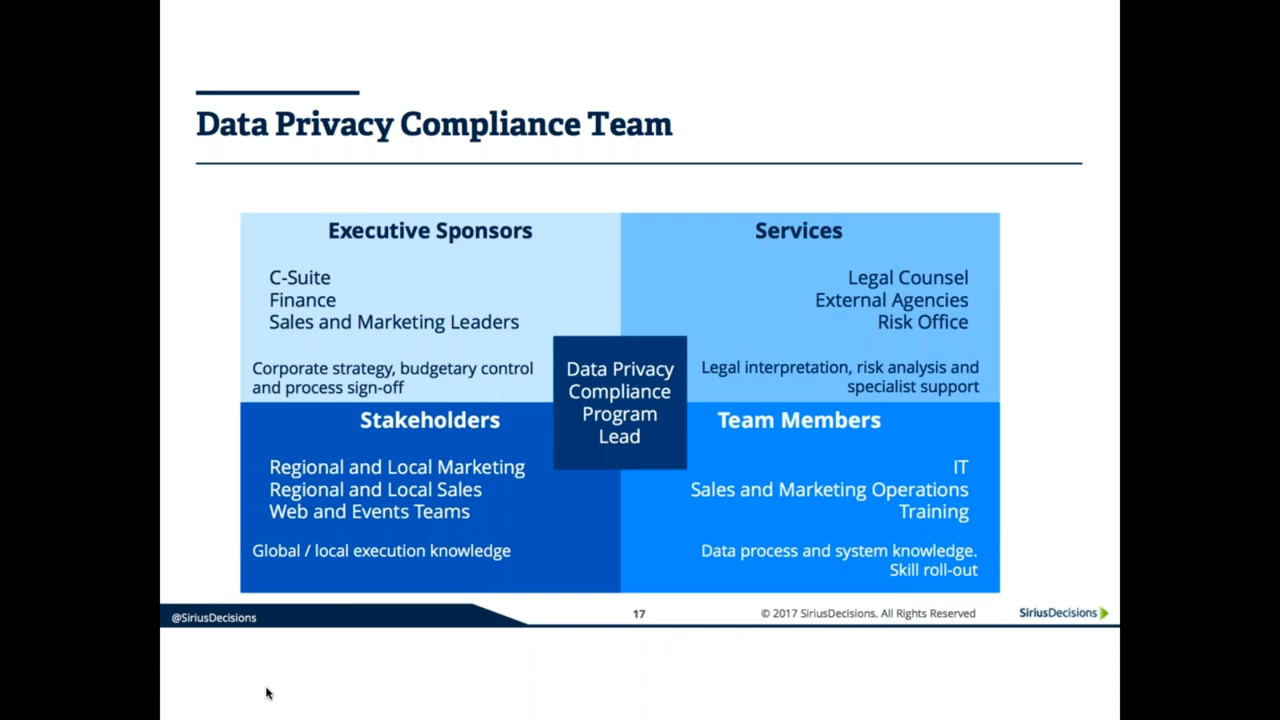 Data Privacy Compliance Team
Executive Sponsors
C-Suite
Finance
Sales and Marketing Leaders
Corporate strategy, budgetary control
and process sign-off
Services
Legal Counsel
External Agencies
Risk Office
Legal interpretation, risk analysis and
specialist support
Data Privacy
Compliance
Program
Lead
Stakeholders
Regional and Local Marketing
Regional and Local Sales
Web and Events Teams
Global / local execution knowledge
Team Members
IT
Sales and Marketing Operations
Training
Data process and system knowledge.
Skill roll-out
@SiriusDecisions
17
© 2017 SiriusDecisions. All Rights Reserved
SiriusDecisions